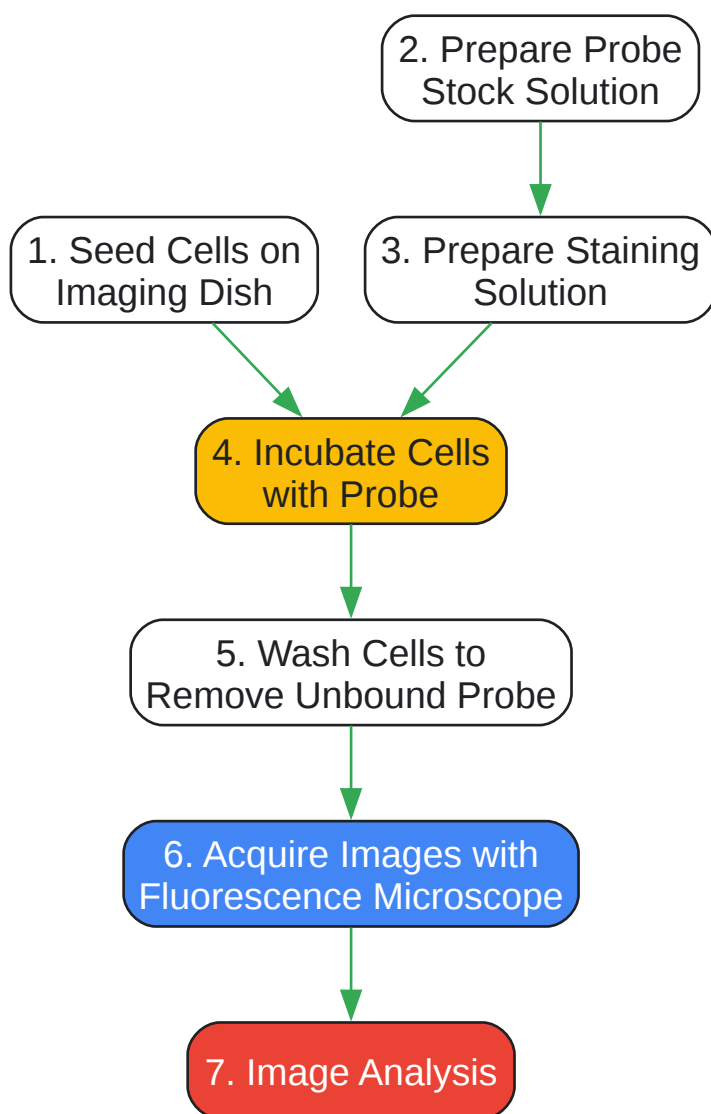 2. Prepare Probe
Stock Solution
1. Seed Cells on
Imaging Dish
3. Prepare Staining
Solution
4. Incubate Cells
with Probe
5. Wash Cells to
Remove Unbound Probe
6. Acquire Images with
Fluorescence Microscope
7. Image Analysis